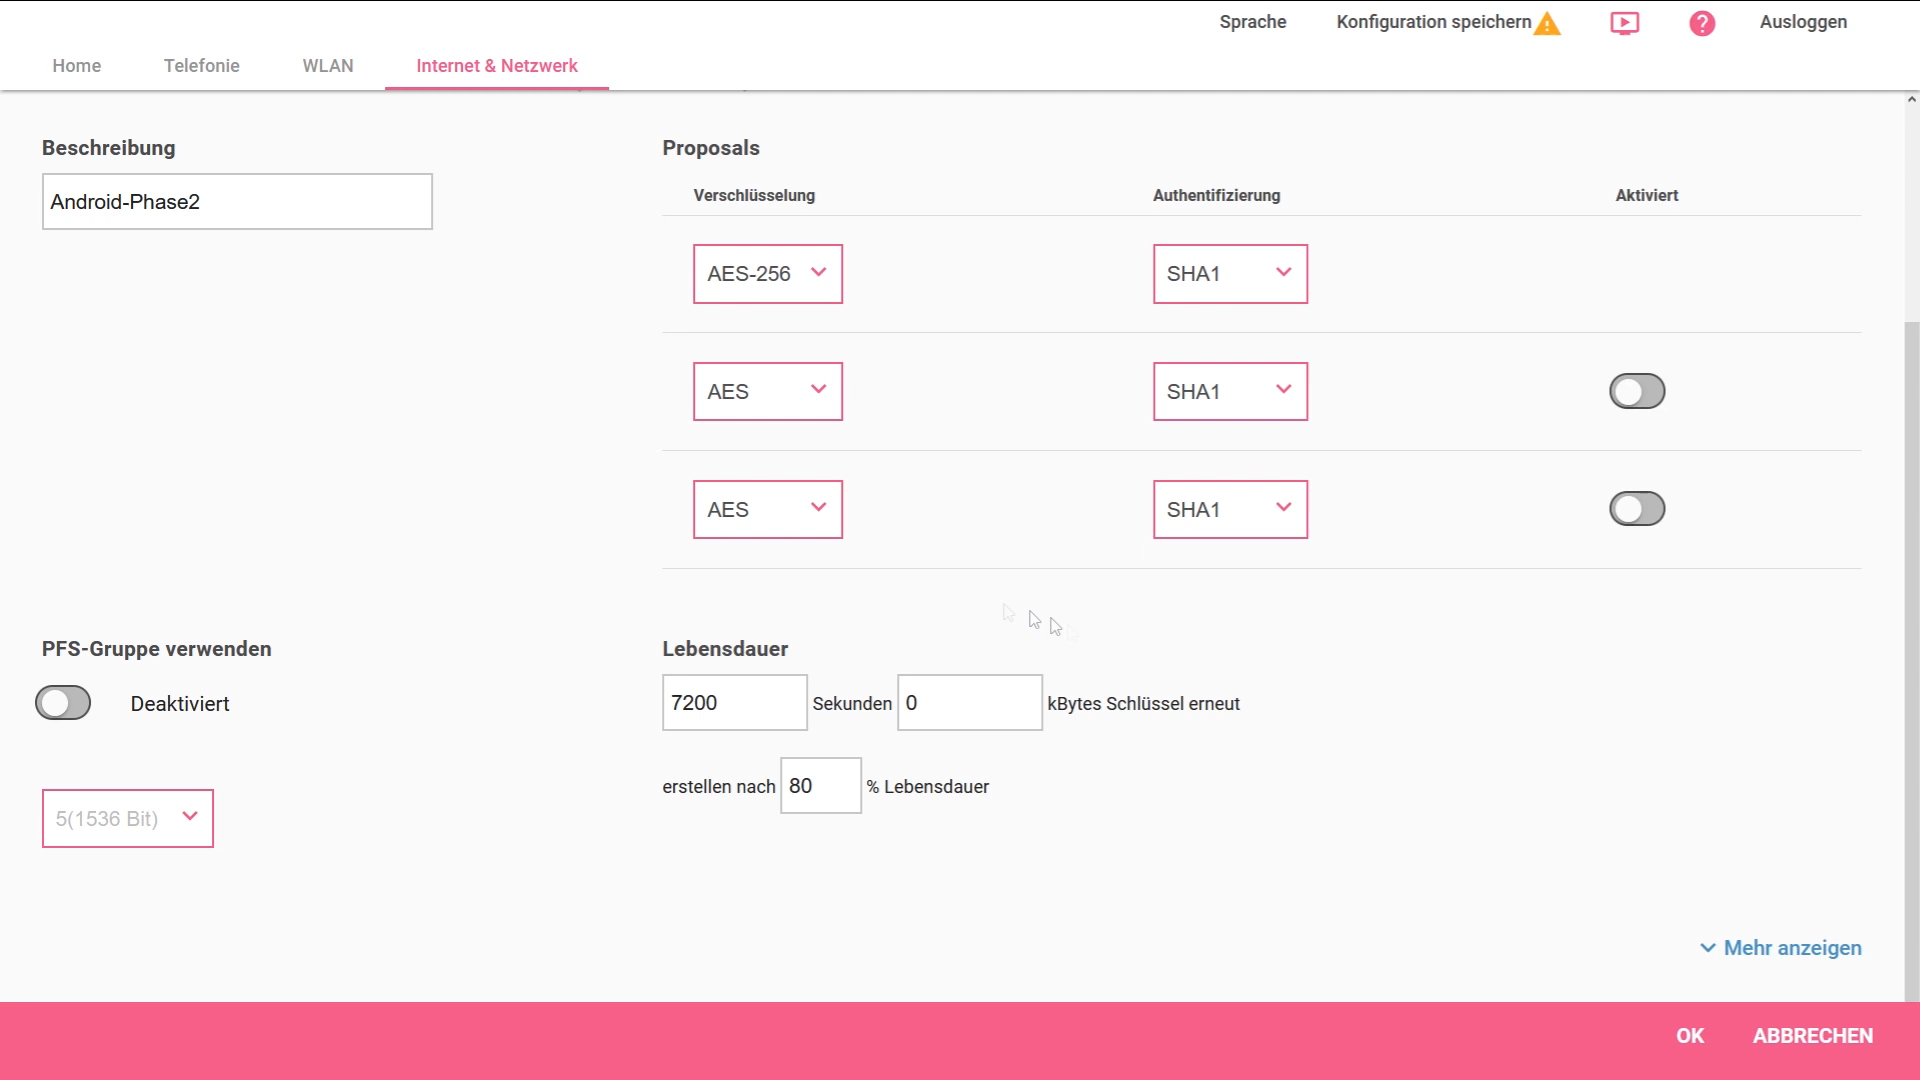 Sprache Konfiguration speichern Ausloggen
Home Telefonie WLAN Internet & Netzwerk
Beschreibung
Android-Phase2
Proposals
Verschlüsselung Authentifizierung Aktiviert
AES-256 SHA1
AES SHA1
AES SHA1
PFS-Gruppe verwenden
Deaktiviert
5(1536 Bit)
Lebensdauer
7200 Sekunden 0 kBytes Schlüssel erneut
erstellen nach 80 % Lebensdauer
Mehr anzeigen
OK ABBRECHEN